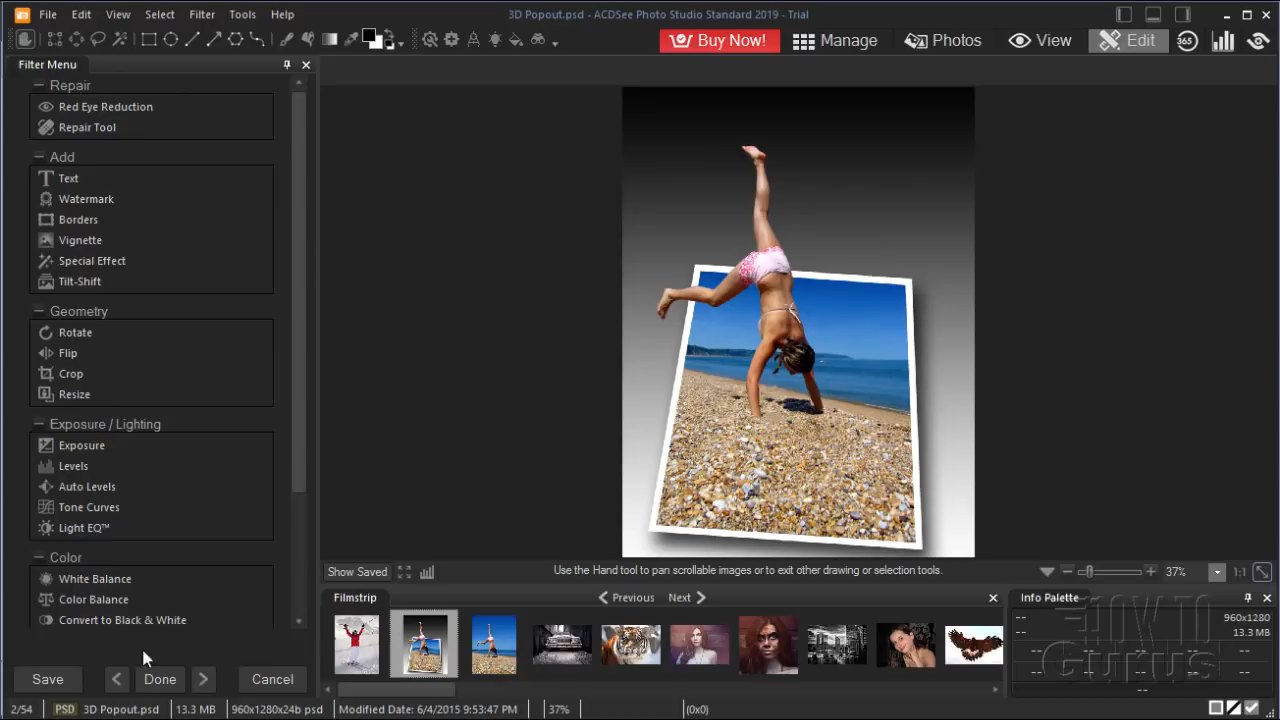 File Edit View Select Filter Tools Help
3D Popout.psd - ACDSee Photo Studio Standard 2019 - Trial
Buy Now! Manage Photos View Edit 365
Filter Menu
Repair
Red Eye Reduction
Repair Tool
Add
Text
Watermark
Borders
Vignette
Special Effect
Tilt-Shift
Geometry
Rotate
Flip
Crop
Resize
Exposure / Lighting
Exposure
Levels
Auto Levels
Tone Curves
Light EQ™
Color
White Balance
Color Balance
Convert to Black & White
Save Done Cancel
Show Saved
Use the Hand tool to pan scrollable images or to exit other drawing or selection tools.
37%
1:1
Filmstrip
Previous Next
Info Palette
960x1280
13.3 MB
--
--
-- -- -- --
-- -- -- --
--
HOW TO
Gurus
2/54 PSD 3D Popout.psd 13.3 MB 960x1280x24b psd Modified Date: 6/4/2015 9:53:47 PM 37% (0x0)